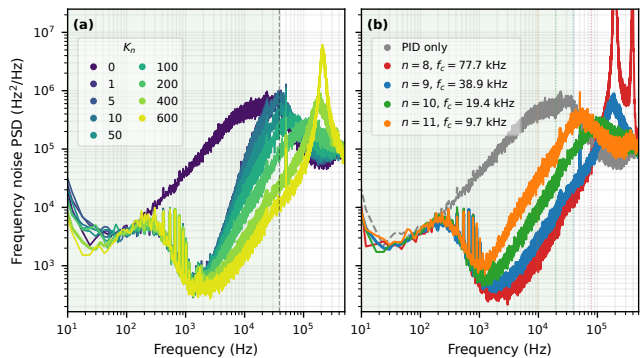 (a)
K_n
0
1
5
10
50
100
200
400
600
(b)
PID only
n = 8, f_c = 77.7 kHz
n = 9, f_c = 38.9 kHz
n = 10, f_c = 19.4 kHz
n = 11, f_c = 9.7 kHz
Frequency noise PSD (Hz²/Hz)
10⁷
10⁶
10⁵
10⁴
10³
10¹ 10² 10³ 10⁴ 10⁵
10¹ 10² 10³ 10⁴ 10⁵
Frequency (Hz)
Frequency (Hz)